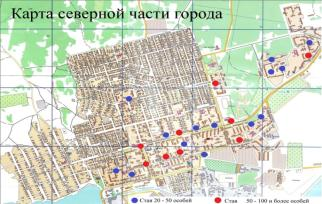 Карта северной части города
Стая 20 - 50 особей
Стая 50 - 100 и более особей